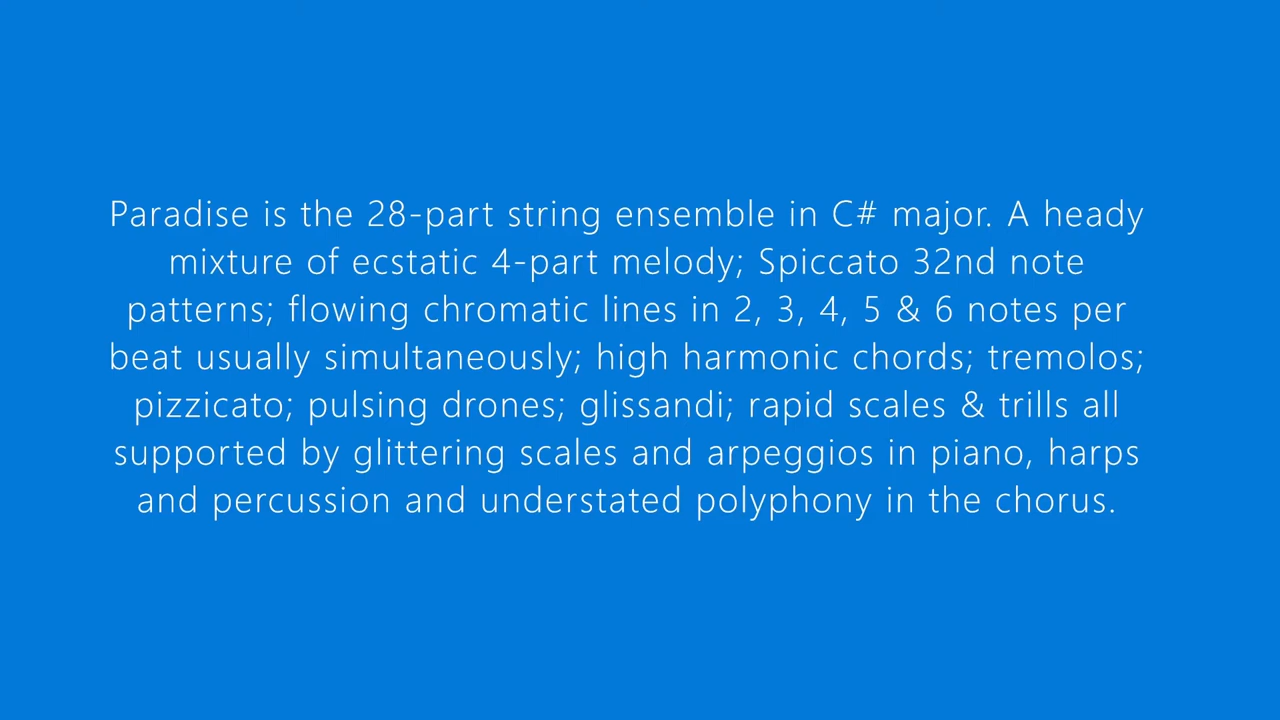 Paradise is the 28-part string ensemble in C# major. A heady
mixture of ecstatic 4-part melody; Spiccato 32nd note
patterns; flowing chromatic lines in 2, 3, 4, 5 & 6 notes per
beat usually simultaneously; high harmonic chords; tremolos;
pizzicato; pulsing drones; glissandi; rapid scales & trills all
supported by glittering scales and arpeggios in piano, harps
and percussion and understated polyphony in the chorus.